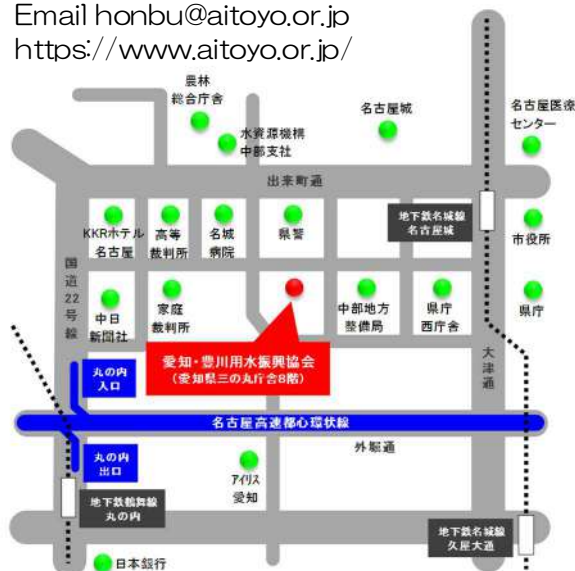 Email honbu@aitoyo.or.jp
https://www.aitoyo.or.jp/
農林
総合庁舎
水資源機構
中部支社
名古屋城
名古屋医療
センター
出来町通
KKRホテル
名古屋
高等
裁判所
名城
病院
県警
地下鉄名城線
名古屋城
市役所
国道22号線
中日
新聞社
家庭
裁判所
中部地方
整備局
県庁
西庁舎
県庁
愛知・豊川用水振興協会
(愛知県三の丸庁舎8階)
大津通
丸の内
入口
名古屋高速都心環状線
丸の内
出口
外堀通
アイリス
愛知
地下鉄鶴舞線
丸の内
地下鉄名城線
久屋大通
日本銀行